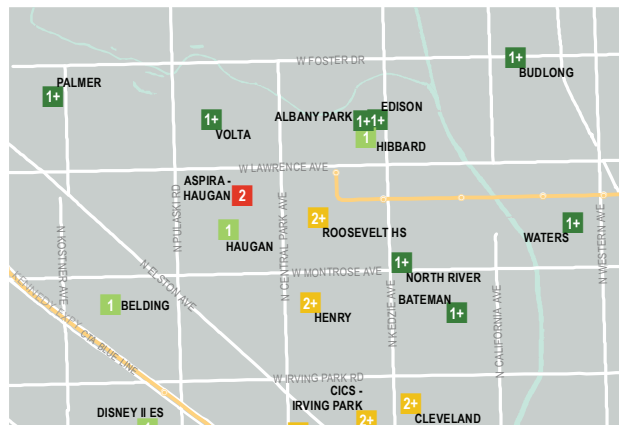 W FOSTER DR
BUDLONG
1+
PALMER
1+
EDISON
ALBANY PARK
1+
1+
1+
VOLTA
1
HIBBARD
W LAWRENCE AVE
ASPIRA -
HAUGAN
2
N PULASKI RD
N CENTRAL PARK AVE
2+
ROOSEVELT HS
1
HAUGAN
1+
WATERS
N WESTERN AVE
N KOSTNER AVE
N ELSTON AVE
W MONTROSE AVE
1+
NORTH RIVER
BATEMAN
1+
N KEDZIE AVE
N CALIFORNIA AVE
KENNEDY EXPY
CTA BLUE LINE
1
BELDING
2+
HENRY
W IRVING PARK RD
CICS -
IRVING PARK
2+
2+
CLEVELAND
DISNEY II ES